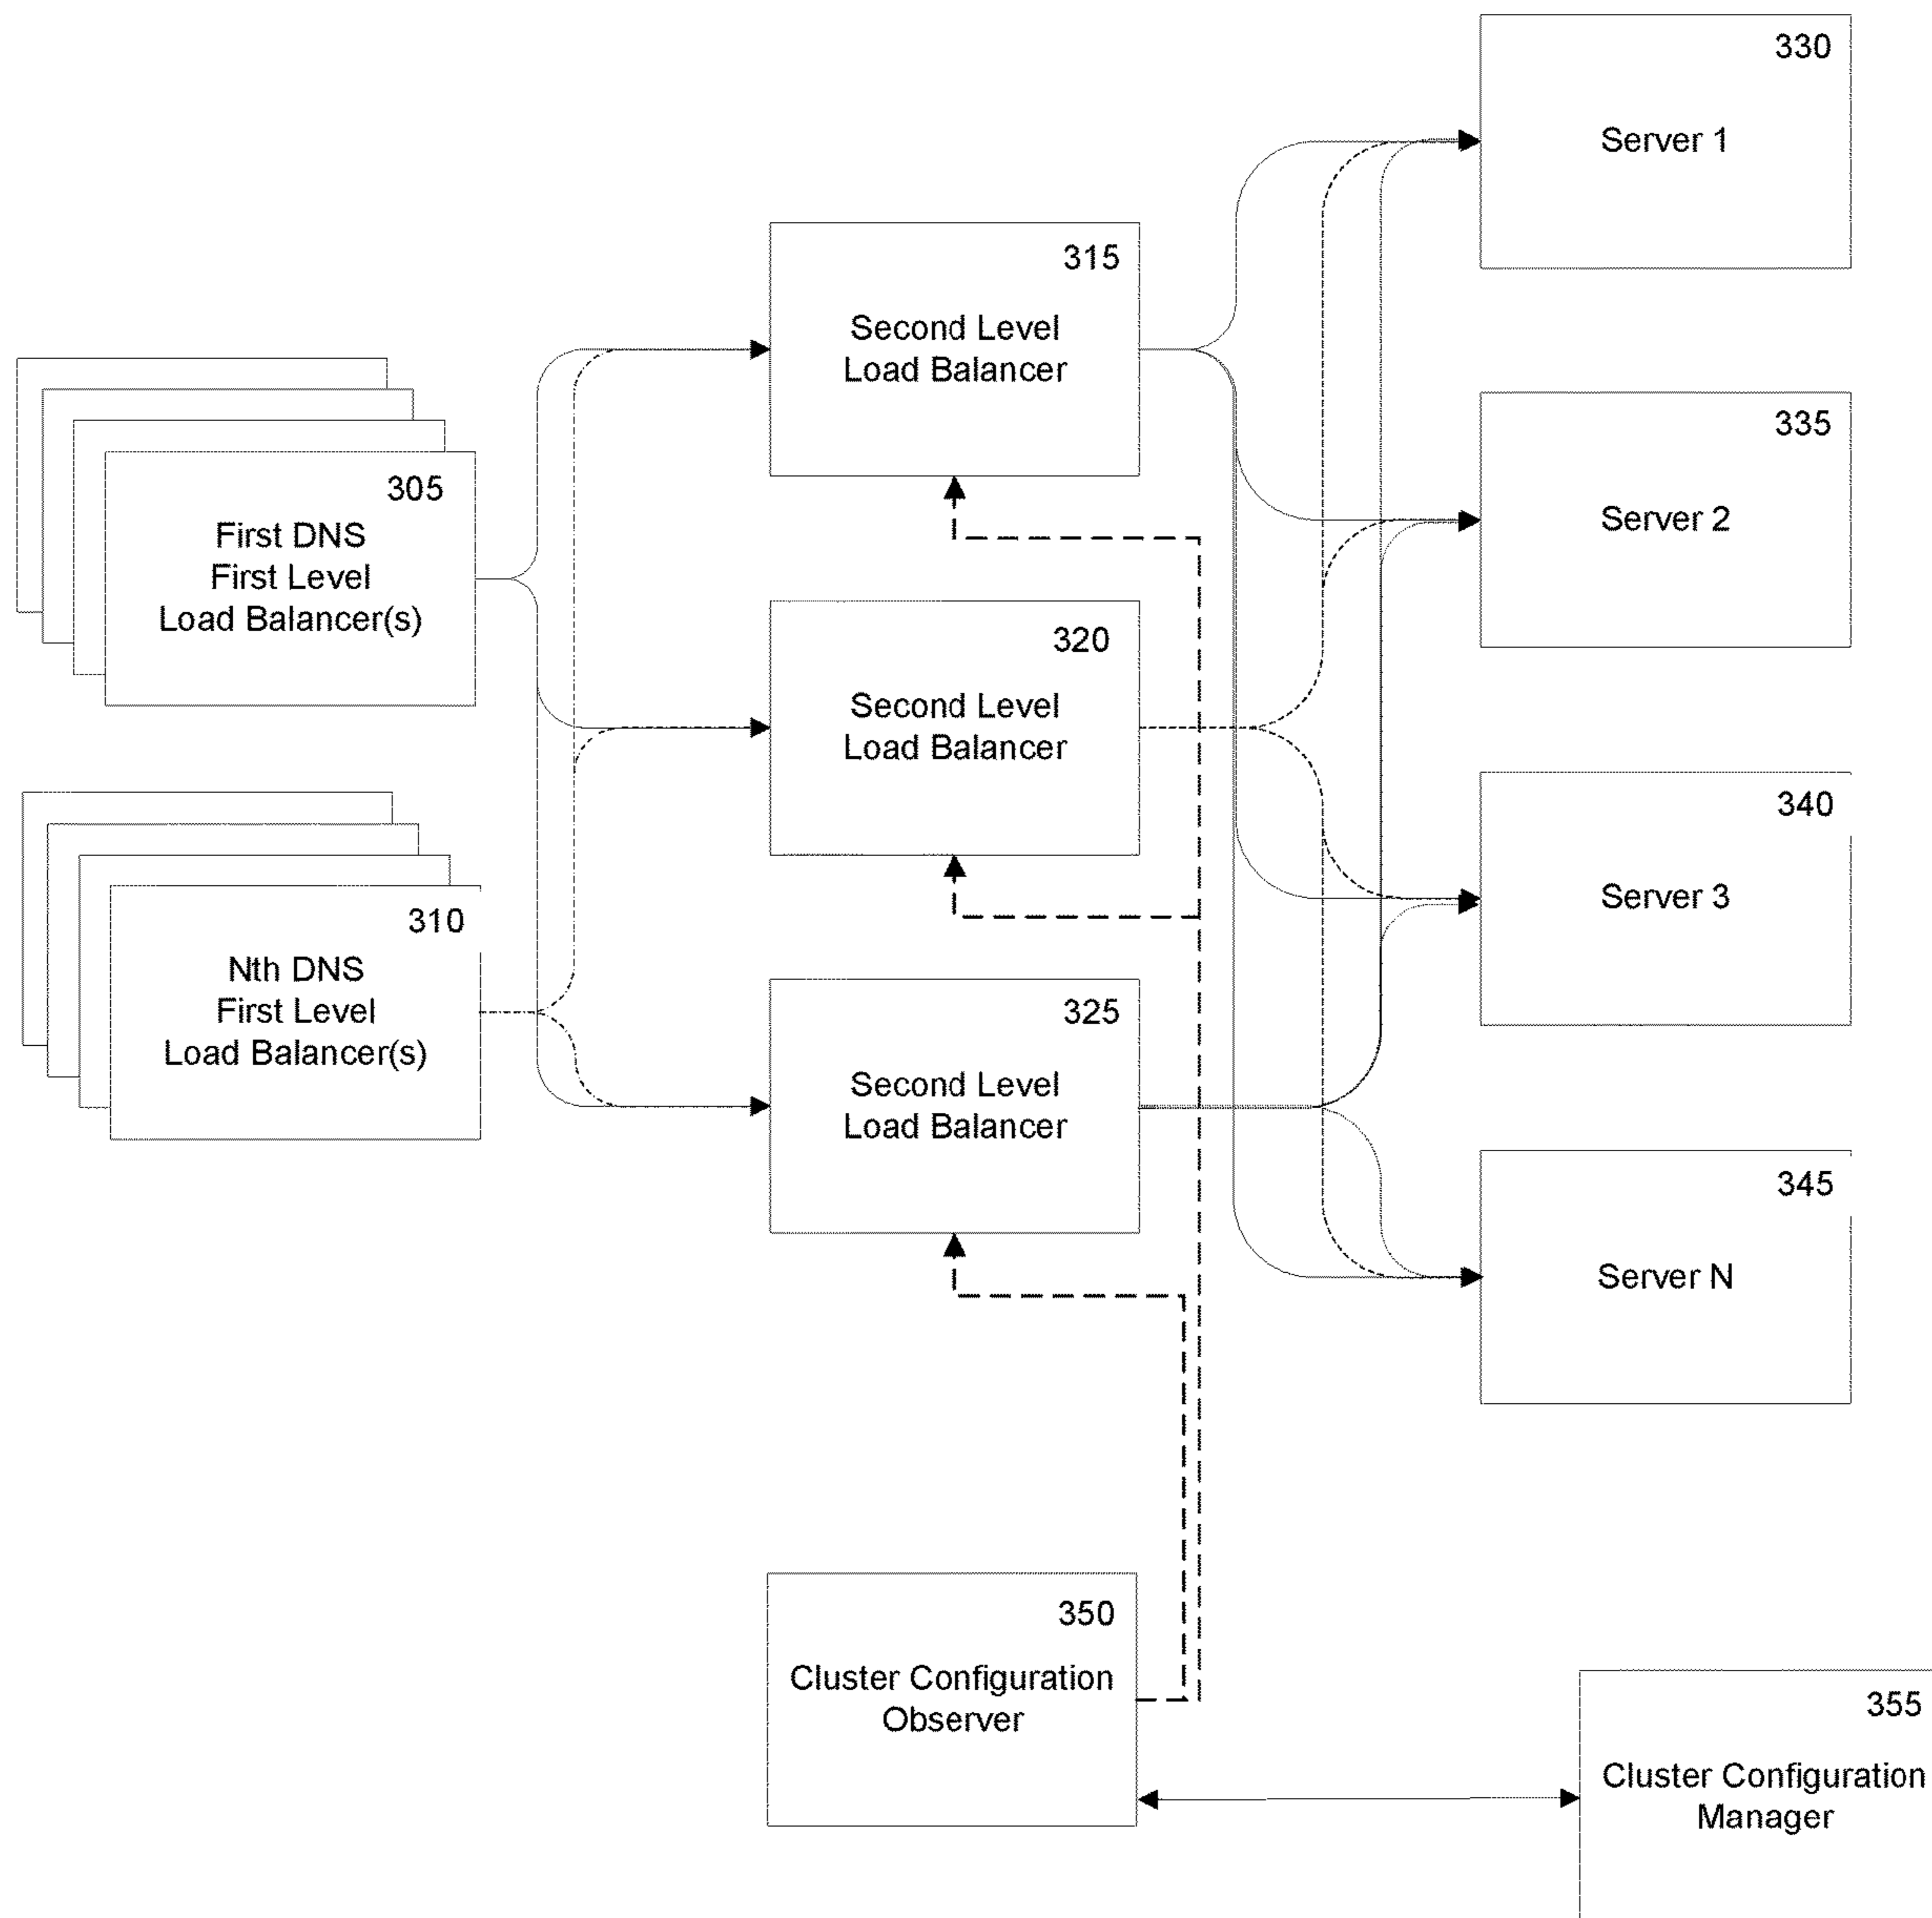 305
First DNS
First Level
Load Balancer(s)
310
Nth DNS
First Level
Load Balancer(s)
315
Second Level
Load Balancer
320
Second Level
Load Balancer
325
Second Level
Load Balancer
330
Server 1
335
Server 2
340
Server 3
345
Server N
350
Cluster Configuration
Observer
355
Cluster Configuration
Manager